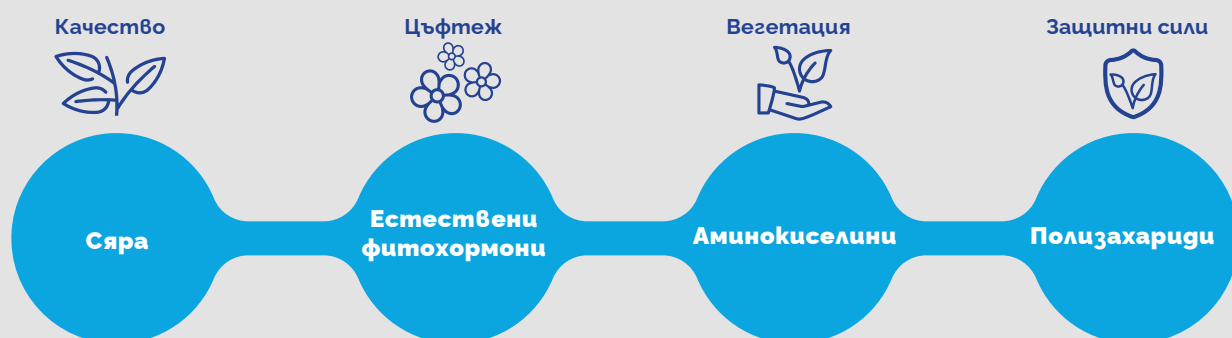 Качество
Цъфтеж
Вегетация
Защитни сили
Сяра
Естествени
фитохормони
Аминокиселини
Полизахариди